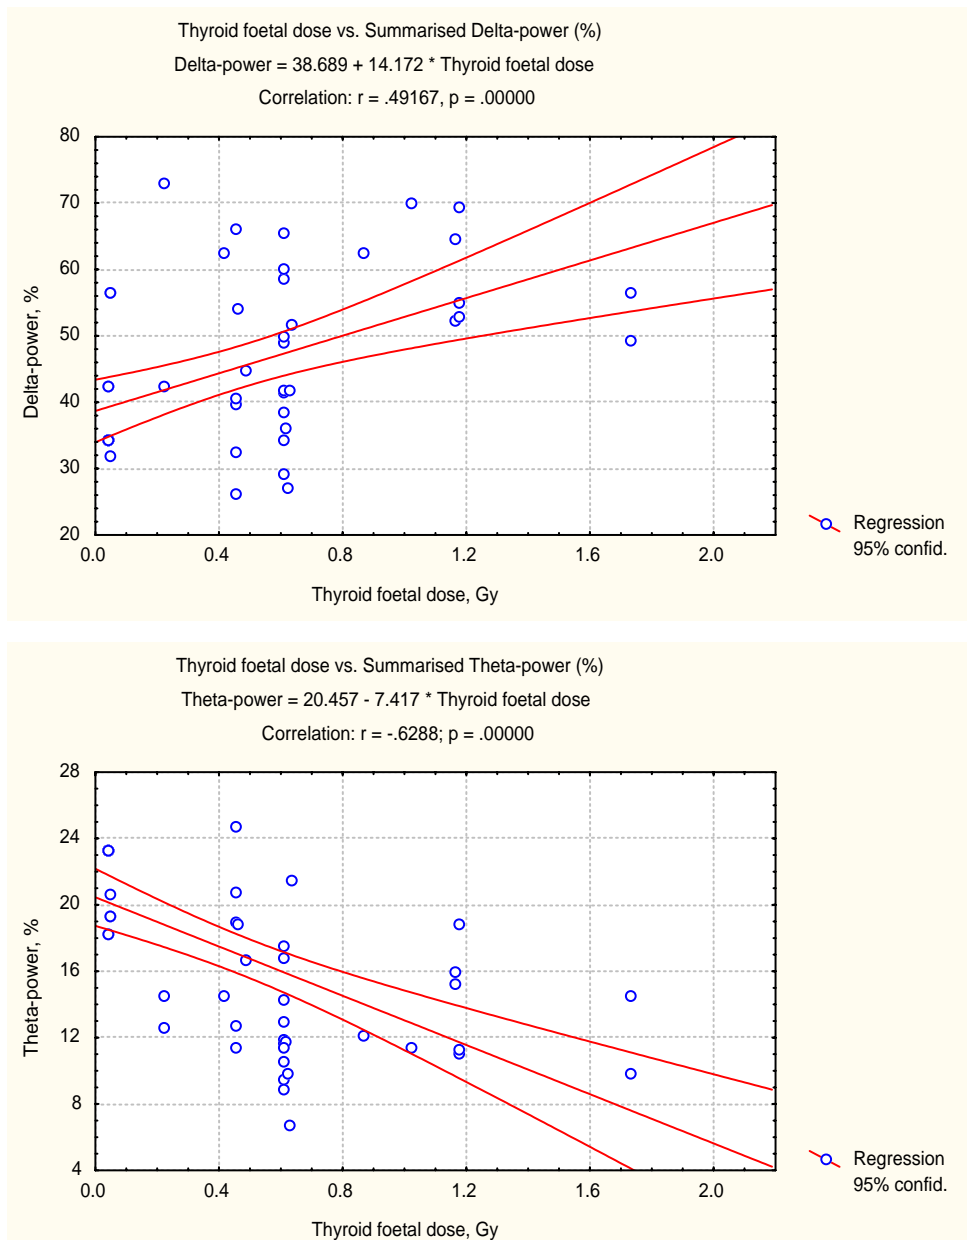 Thyroid foetal dose vs. Summarised Delta-power (%)
Delta-power = 38.689 + 14.172 * Thyroid foetal dose
Correlation: r = .49167, p = .00000
80
70
60
50
40
30
20
Delta-power, %
0.0 0.4 0.8 1.2 1.6 2.0
Thyroid foetal dose, Gy
Regression
95% confid.
Thyroid foetal dose vs. Summarised Theta-power (%)
Theta-power = 20.457 - 7.417 * Thyroid foetal dose
Correlation: r = -.6288; p = .00000
28
24
20
16
12
8
4
Theta-power, %
0.0 0.4 0.8 1.2 1.6 2.0
Thyroid foetal dose, Gy
Regression
95% confid.